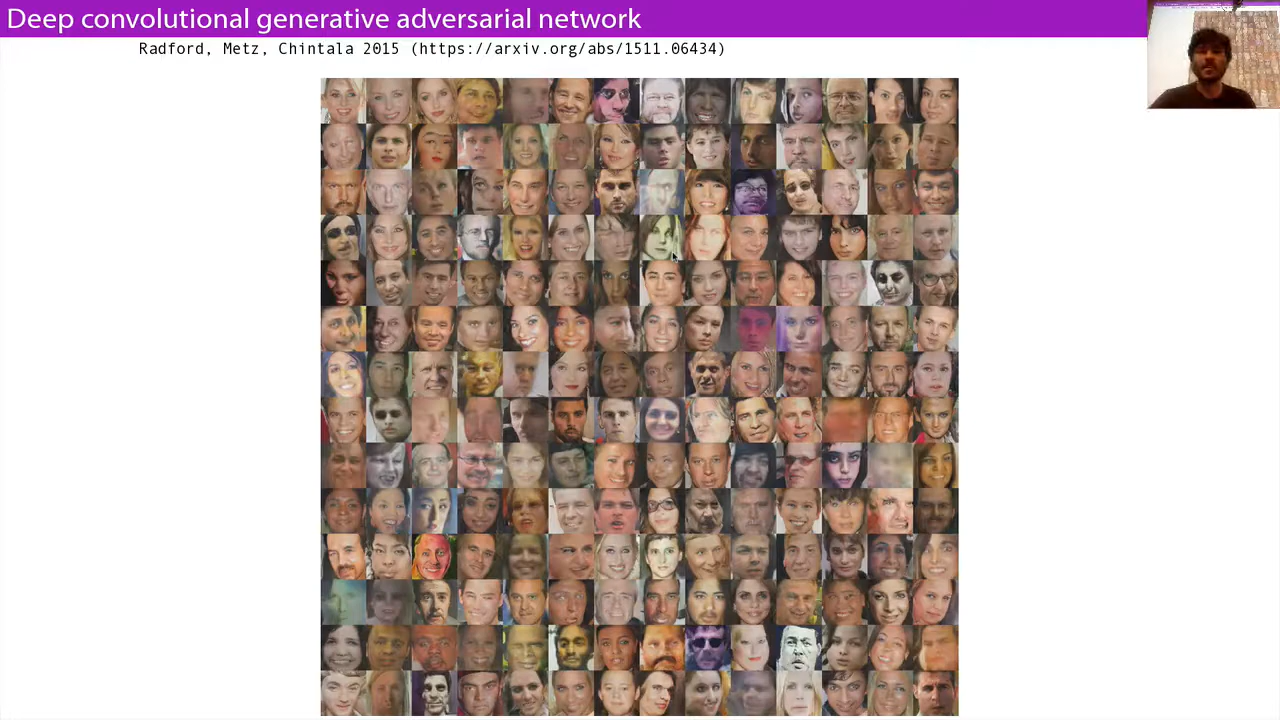 Deep convolutional generative adversarial network
Radford, Metz, Chintala 2015 (https://arxiv.org/abs/1511.06434)